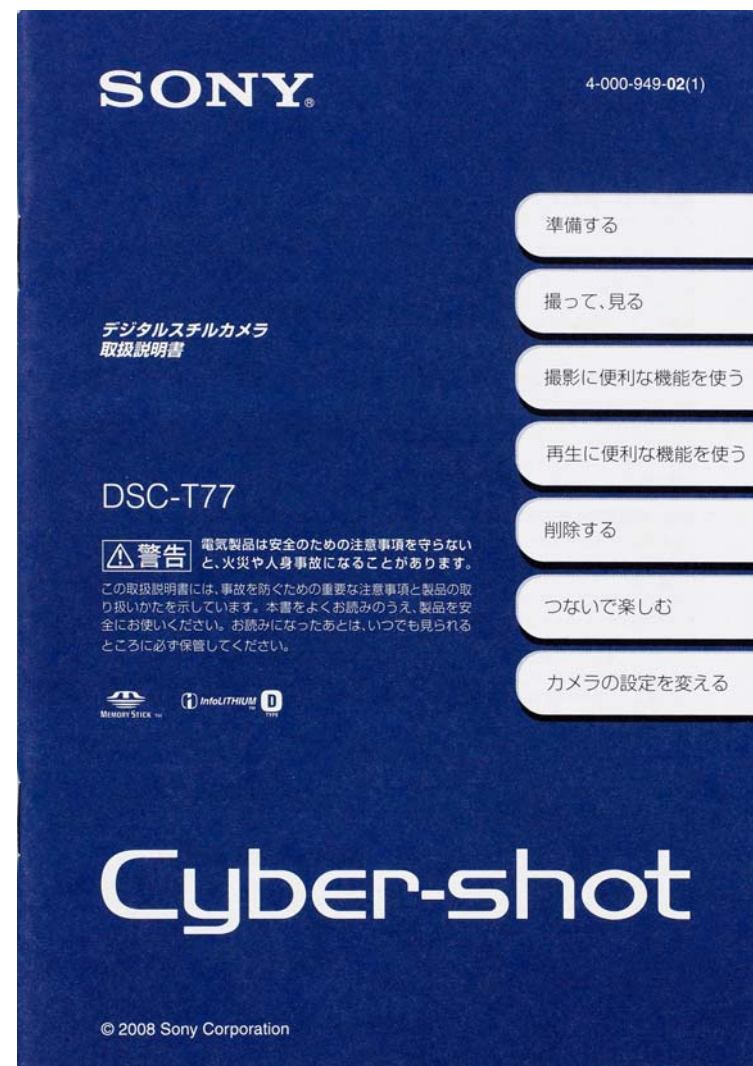 SONY®
4-000-949-02(1)
準備する
撮って、見る
デジタルスチルカメラ
取扱説明書
撮影に便利な機能を使う
再生に便利な機能を使う
DSC-T77
削除する
警告
電気製品は安全のための注意事項を守らない
と、火災や人身事故になることがあります。
この取扱説明書には、事故を防ぐための重要な注意事項と製品の取
り扱いかたを示しています。本書をよくお読みのうえ、製品を安
全にお使いください。お読みになったあとは、いつでも見られる
ところに必ず保管してください。
つないで楽しむ
カメラの設定を変える
MEMORY STICK TM
InfoLITHIUM TM D TYPE
Cyber-shot
© 2008 Sony Corporation